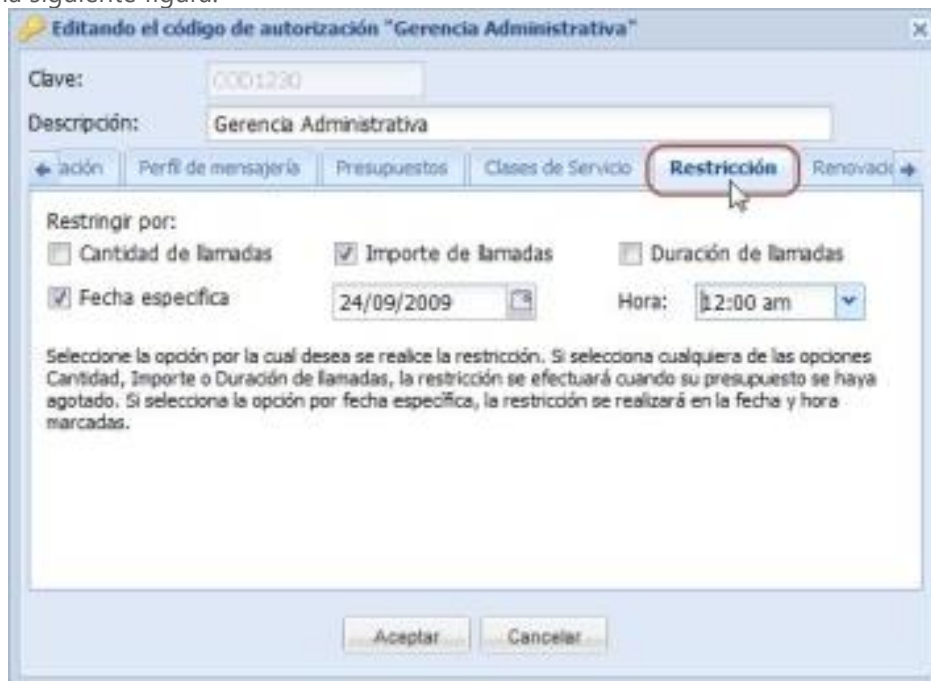 la siguiente figura.
Editando el código de autorización "Gerencia Administrativa"
Clave: COD1230
Descripción: Gerencia Administrativa
ación Perfil de mensajería Presupuestos Clases de Servicio Restricción Renovació
Restringir por:
Cantidad de llamadas Importe de llamadas Duración de llamadas
Fecha específica 24/09/2009 Hora: 12:00 am
Seleccione la opción por la cual desea se realice la restricción. Si selecciona cualquiera de las opciones
Cantidad, Importe o Duración de llamadas, la restricción se efectuará cuando su presupuesto se haya
agotado. Si selecciona la opción por fecha específica, la restricción se realizará en la fecha y hora
marcadas.
Aceptar Cancelar